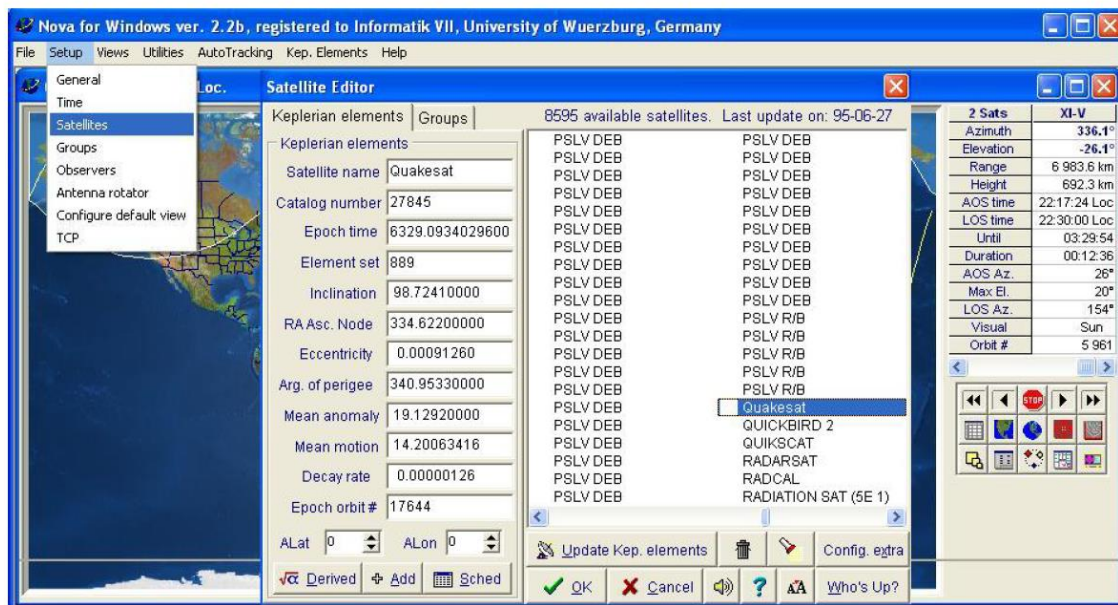 Nova for Windows ver. 2.2b, registered to Informatik VII, University of Wuerzburg, Germany
File Setup Views Utilities AutoTracking Kep. Elements Help
General
Time
Satellites
Groups
Observers
Antenna rotator
Configure default view
TCP
Loc.
Satellite Editor
Keplerian elements Groups
Keplerian elements
Satellite name Quakesat
Catalog number 27845
Epoch time 6329.0934029600
Element set 889
Inclination 98.72410000
RA Asc. Node 334.62200000
Eccentricity 0.00091260
Arg. of perigee 340.95330000
Mean anomaly 19.12920000
Mean motion 14.20063416
Decay rate 0.00000126
Epoch orbit # 17644
ALat 0 ALon 0
√α Derived Add Sched
8595 available satellites. Last update on: 95-06-27
PSLV DEB PSLV DEB
PSLV DEB PSLV DEB
PSLV DEB PSLV DEB
PSLV DEB PSLV DEB
PSLV DEB PSLV DEB
PSLV DEB PSLV DEB
PSLV DEB PSLV DEB
PSLV DEB PSLV DEB
PSLV DEB PSLV DEB
PSLV DEB PSLV DEB
PSLV DEB PSLV R/B
PSLV DEB PSLV R/B
PSLV DEB PSLV R/B
PSLV DEB PSLV R/B
PSLV DEB PSLV R/B
PSLV DEB Quakesat
PSLV DEB QUICKBIRD 2
PSLV DEB QUIKSCAT
PSLV DEB RADARSAT
PSLV DEB RADCAL
PSLV DEB RADIATION SAT (5E 1)
Update Kep. elements Config. extra
OK Cancel ? AA Who's Up?
2 Sats XI-V
Azimuth 336.1°
Elevation -26.1°
Range 6 983.6 km
Height 692.3 km
AOS time 22:17:24 Loc
LOS time 22:30:00 Loc
Until 03:29:54
Duration 00:12:36
AOS Az. 26°
Max El. 20°
LOS Az. 154°
Visual Sun
Orbit # 5 961
STOP